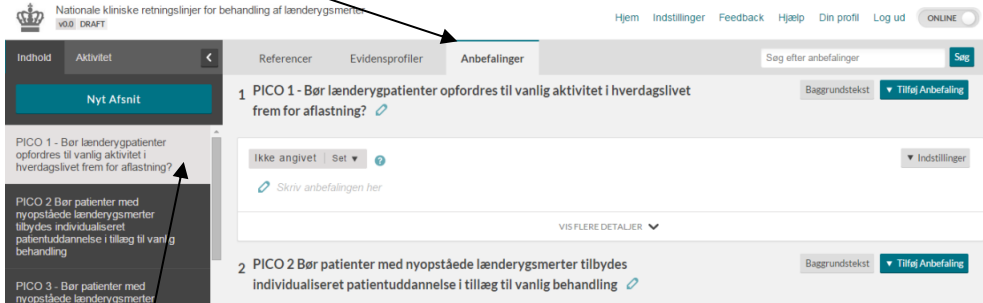 Nationale kliniske retningslinjer for behandling af lænderygsmerter
v0.0 DRAFT
Hjem Indstillinger Feedback Hjælp Din profil Log ud ONLINE
Indhold Aktivitet
Referencer Evidensprofiler Anbefalinger
Søg efter anbefalinger Søg
Nyt Afsnit
PICO 1 - Bør lænderygpatienter
opfordres til vanlig aktivitet i
hverdagslivet frem for aflastning?
PICO 2 Bør patienter med
nyopståede lænderygsmerter
tilbydes individualiseret
patientuddannelse i tillæg til vanlig
behandling
PICO 3 - Bør patienter med
nyopståede lænderygsmerter
1 PICO 1 - Bør lænderygpatienter opfordres til vanlig aktivitet i hverdagslivet
frem for aflastning?
Baggrundstekst ▼ Tilføj Anbefaling
Ikke angivet Set ▼ ?
▼ Indstillinger
Skriv anbefalingen her
VIS FLERE DETALJER
2 PICO 2 Bør patienter med nyopståede lænderygsmerter tilbydes
individualiseret patientuddannelse i tillæg til vanlig behandling
Baggrundstekst ▼ Tilføj Anbefaling